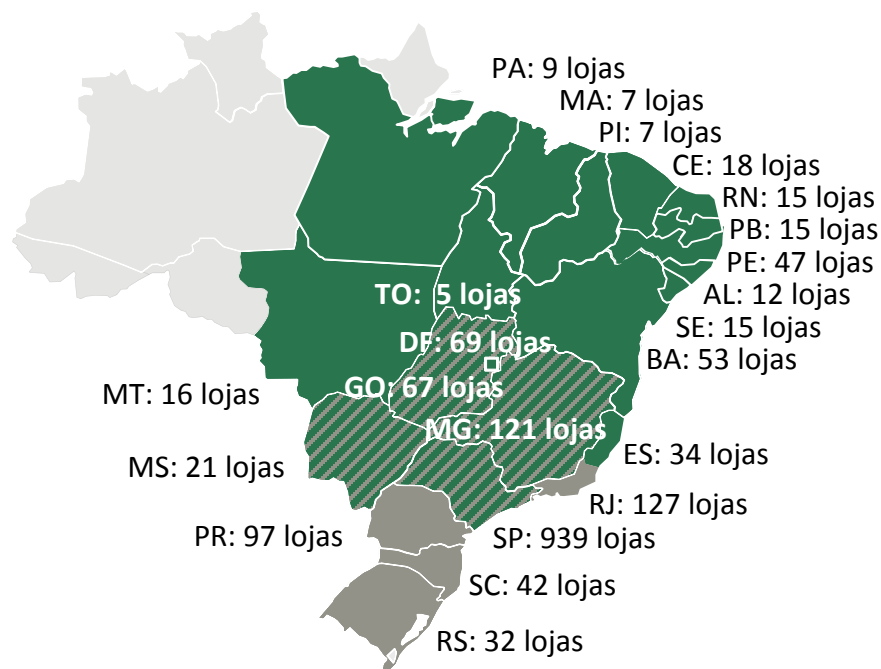 PA: 9 lojas
MA: 7 lojas
PI: 7 lojas
CE: 18 lojas
RN: 15 lojas
PB: 15 lojas
PE: 47 lojas
TO: 5 lojas
AL: 12 lojas
SE: 15 lojas
DF: 69 lojas
BA: 53 lojas
GO: 67 lojas
MT: 16 lojas
MG: 121 lojas
ES: 34 lojas
MS: 21 lojas
RJ: 127 lojas
PR: 97 lojas
SP: 939 lojas
SC: 42 lojas
RS: 32 lojas